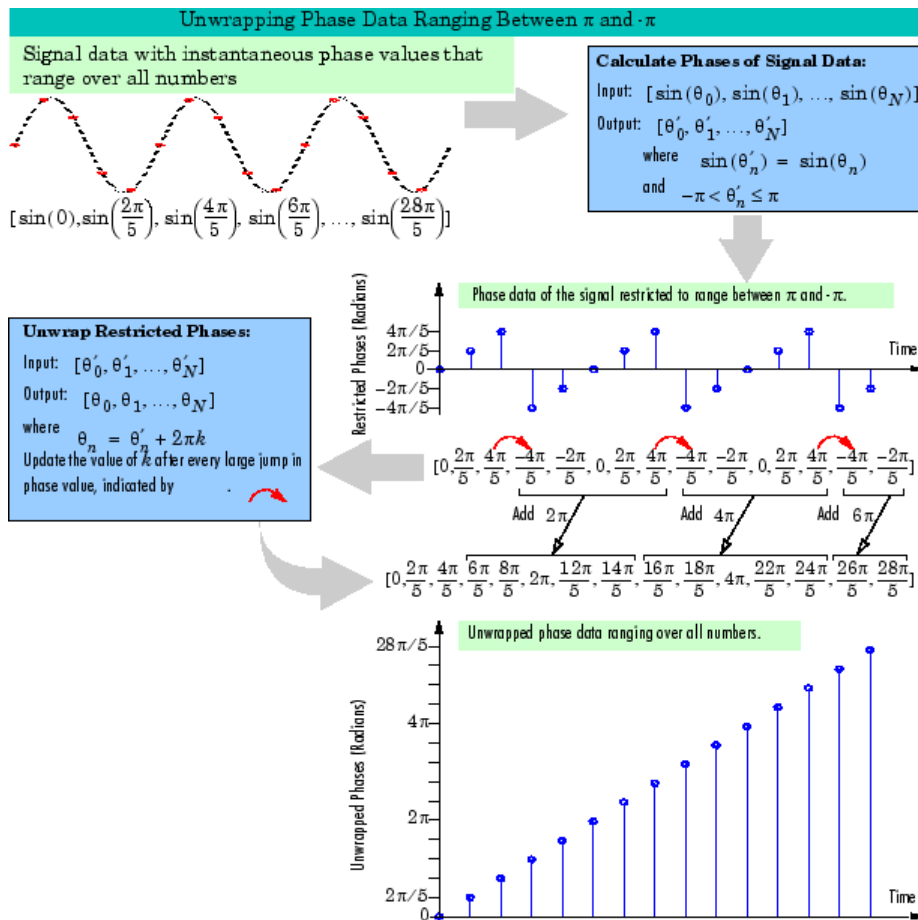 Unwrapping Phase Data Ranging Between π and -π
Signal data with instantaneous phase values that
range over all numbers
[sin(0), sin(2π/5), sin(4π/5), sin(6π/5), ..., sin(28π/5)]
Calculate Phases of Signal Data:
Input: [sin(θ₀), sin(θ₁), ..., sin(θ_N)]
Output: [θ′₀, θ′₁, ..., θ′_N]
where sin(θ′ₙ) = sin(θₙ)
and
-π < θ′ₙ ≤ π
Phase data of the signal restricted to range between π and -π.
Restricted Phases (Radians)
4π/5
2π/5
0
-2π/5
-4π/5
Time
Unwrap Restricted Phases:
Input: [θ′₀, θ′₁, ..., θ′_N]
Output:
[θ₀, θ₁, ..., θ_N]
where
θₙ = θ′ₙ + 2πk
Update the value of k after every large jump in
phase value, indicated by .
[0, 2π/5, 4π/5, -4π/5, -2π/5, 0, 2π/5, 4π/5, -4π/5, -2π/5, 0, 2π/5, 4π/5, -4π/5, -2π/5]
Add 2π Add 4π Add 6π
[0, 2π/5, 4π/5, 6π/5, 8π/5, 2π, 12π/5, 14π/5, 16π/5, 18π/5, 4π, 22π/5, 24π/5, 26π/5, 28π/5]
Unwrapped phase data ranging over all numbers.
Unwrapped Phases (Radians)
28π/5
4π
2π
2π/5
0
Time